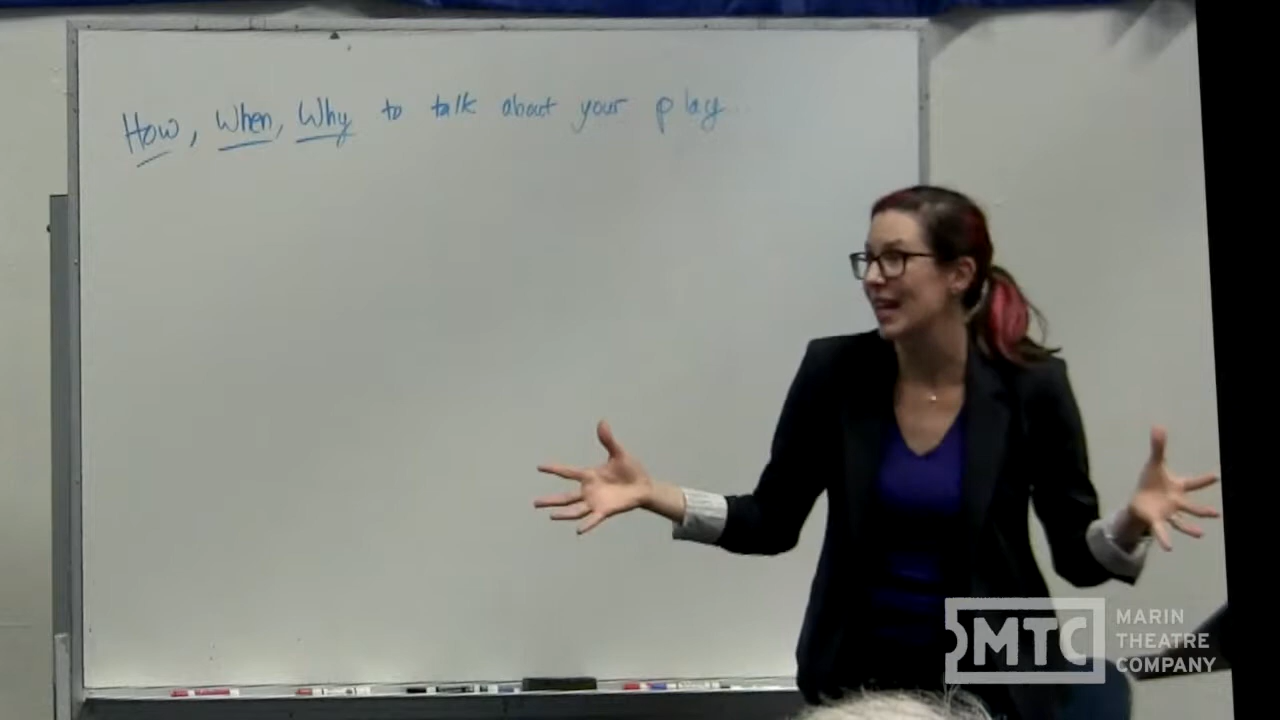 How, When, Why to talk about your play
MTC
MARIN
THEATRE
COMPANY